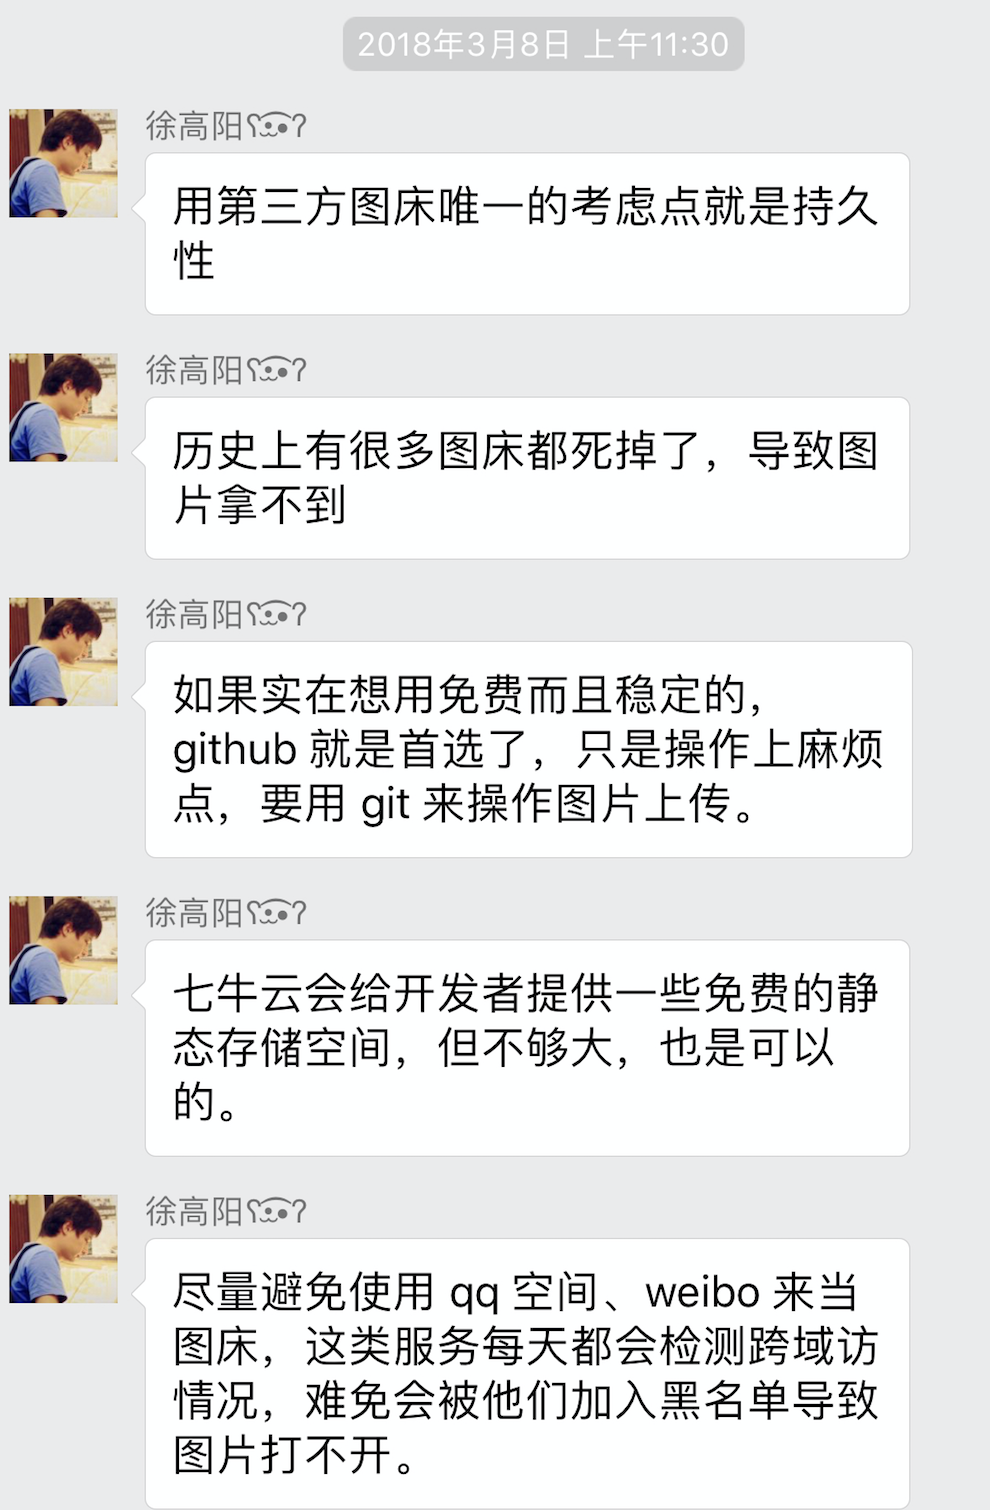 2018年3月8日 上午11:30
徐高阳ʕ•ᴥ•ʔ
用第三方图床唯一的考虑点就是持久
性
徐高阳ʕ•ᴥ•ʔ
历史上有很多图床都死掉了，导致图
片拿不到
徐高阳ʕ•ᴥ•ʔ
如果实在想用免费而且稳定的，
github 就是首选了，只是操作上麻烦
点，要用 git 来操作图片上传。
徐高阳ʕ•ᴥ•ʔ
七牛云会给开发者提供一些免费的静
态存储空间，但不够大，也是可以
的。
徐高阳ʕ•ᴥ•ʔ
尽量避免使用 qq 空间、weibo 来当
图床，这类服务每天都会检测跨域访
情况，难免会被他们加入黑名单导致
图片打不开。